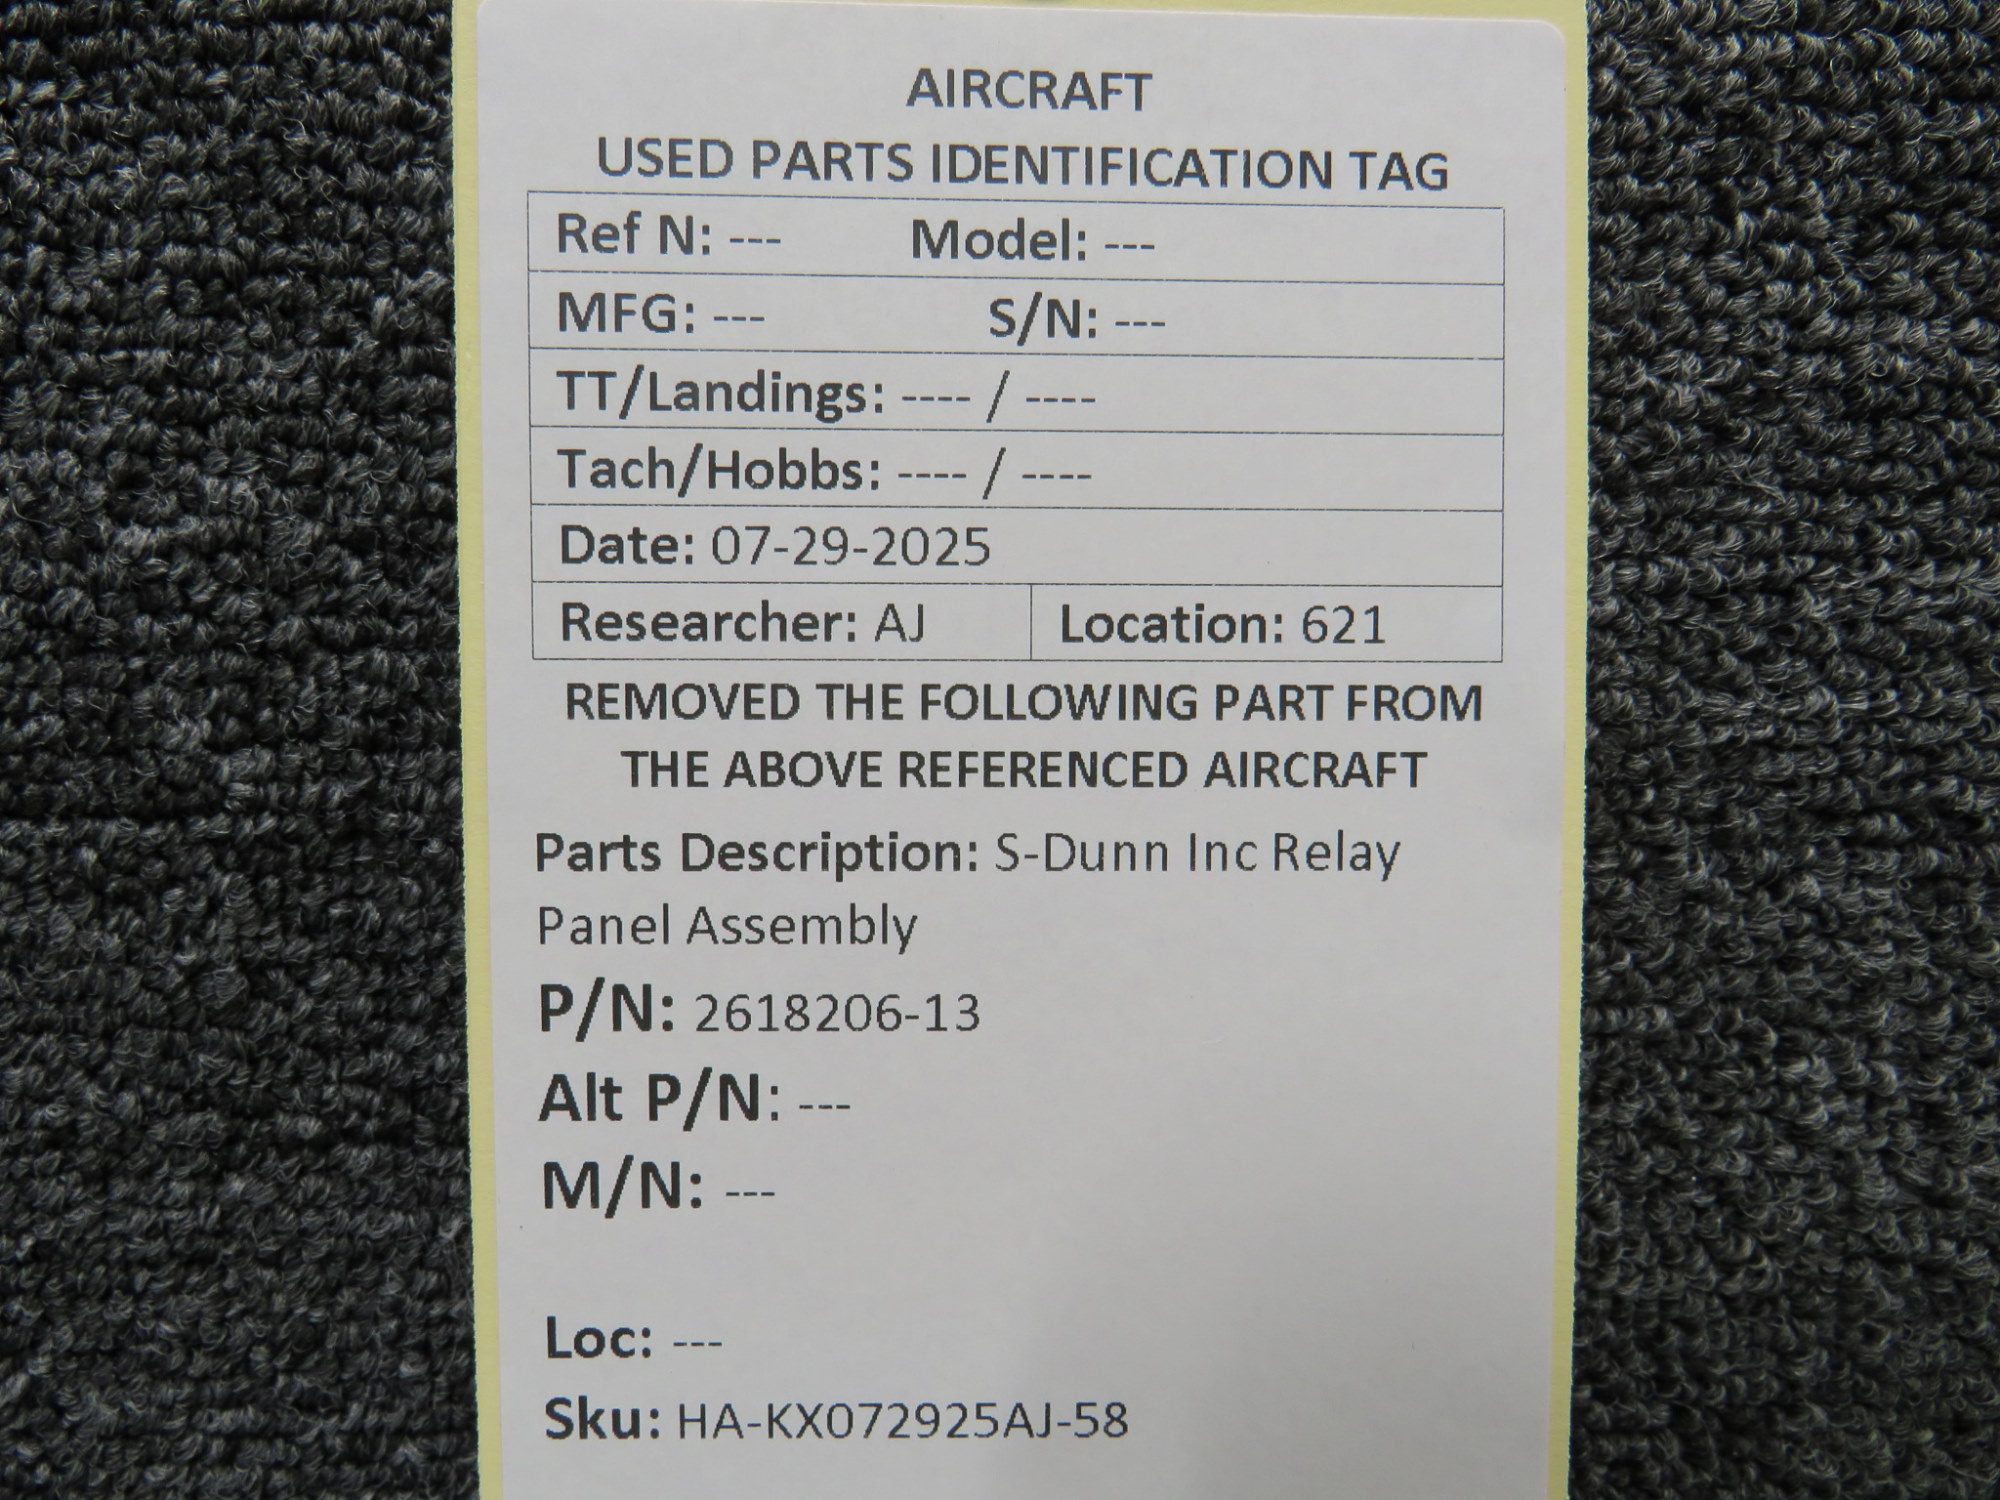 AIRCRAFT
USED PARTS IDENTIFICATION TAG
Ref N: --- Model: ---
MFG: --- S/N: ---
TT/Landings: ---- / ----
Tach/Hobbs: ---- / ----
Date: 07-29-2025
Researcher: AJ Location: 621
REMOVED THE FOLLOWING PART FROM
THE ABOVE REFERENCED AIRCRAFT
Parts Description: S-Dunn Inc Relay
Panel Assembly
P/N: 2618206-13
Alt P/N: ---
M/N: ---
Loc: ---
Sku: HA-KX072925AJ-58